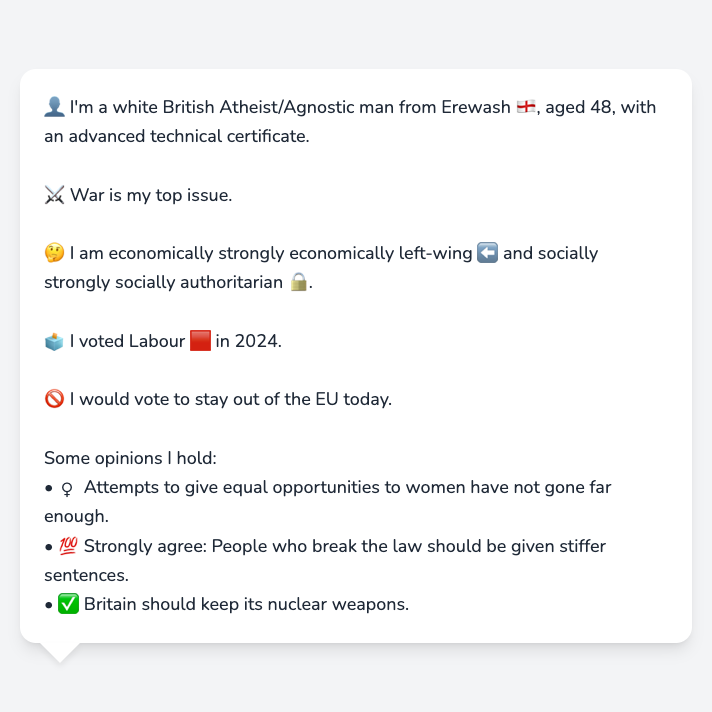 👤 I'm a white British Atheist/Agnostic man from Erewash 🏴󠁧󠁢󠁥󠁮󠁧󠁿, aged 48, with
an advanced technical certificate.
⚔️ War is my top issue.
🤔 I am economically strongly economically left-wing ⬅️ and socially
strongly socially authoritarian 🔒.
🗳️ I voted Labour 🟥 in 2024.
🚫 I would vote to stay out of the EU today.
Some opinions I hold:
• ♀ Attempts to give equal opportunities to women have not gone far
enough.
• 💯 Strongly agree: People who break the law should be given stiffer
sentences.
• ✅ Britain should keep its nuclear weapons.